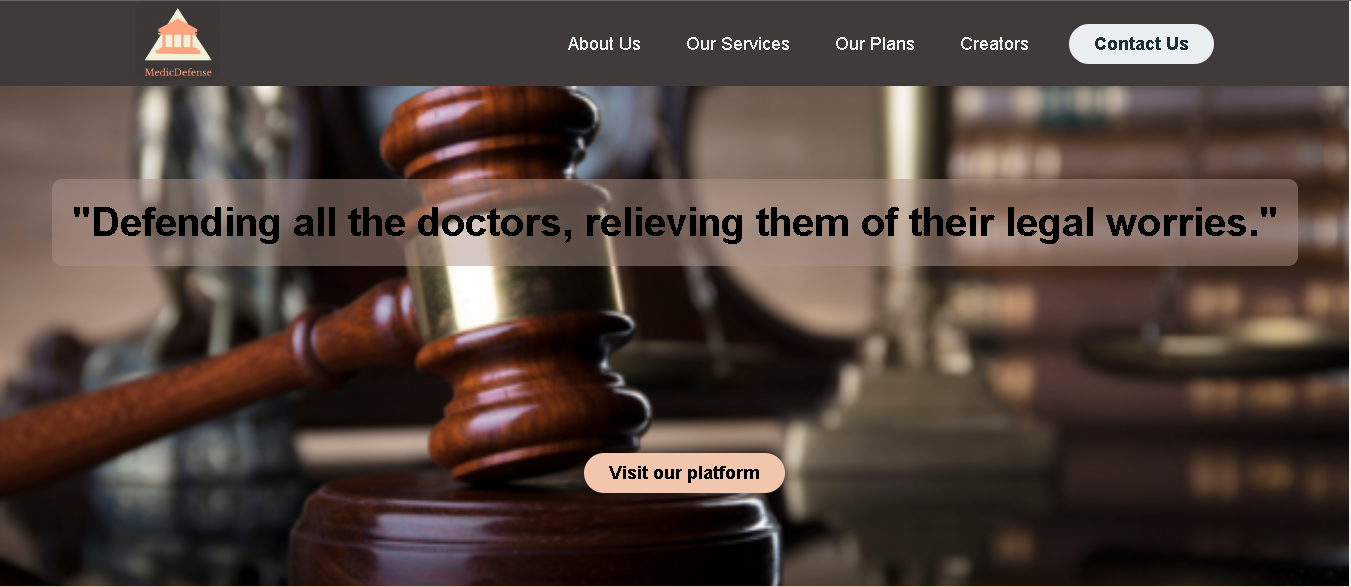 MedicDefense
About Us
Our Services
Our Plans
Creators
Contact Us
"Defending all the doctors, relieving them of their legal worries."
Visit our platform